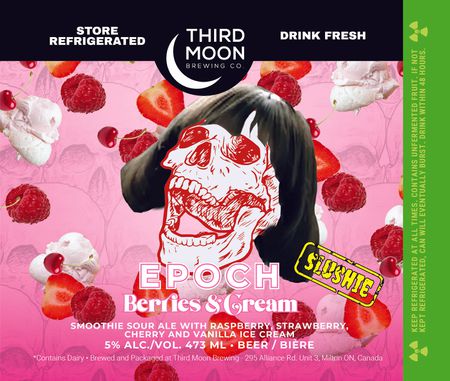 STORE
REFRIGERATED
THIRD
MOON
BREWING CO.
DRINK FRESH
EPOCH
Berries & Cream
SLUSHIE
SMOOTHIE SOUR ALE WITH RASPBERRY, STRAWBERRY,
CHERRY AND VANILLA ICE CREAM
5% ALC./VOL. 473 ML • BEER / BIÈRE
*Contains Dairy • Brewed and Packaged at Third Moon Brewing - 295 Alliance Rd. Unit 3, Milton ON, Canada
KEEP REFRIGERATED AT ALL TIMES. CONTAINS UNFERMENTED FRUIT. IF NOT
KEPT REFRIGERATED, CAN WILL EVENTUALLY BURST. DRINK WITHIN 48 HOURS.